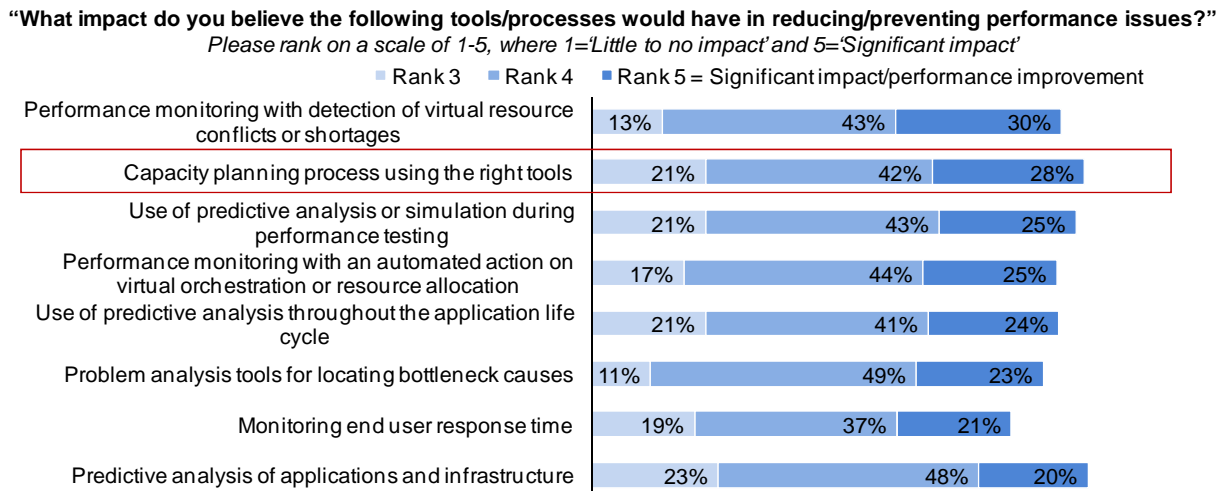 “What impact do you believe the following tools/processes would have in reducing/preventing performance issues?”
Please rank on a scale of 1-5, where 1=‘Little to no impact’ and 5=‘Significant impact’
Rank 3 Rank 4 Rank 5 = Significant impact/performance improvement
Performance monitoring with detection of virtual resource
conflicts or shortages
13% 43% 30%
Capacity planning process using the right tools
21% 42% 28%
Use of predictive analysis or simulation during
performance testing
21% 43% 25%
Performance monitoring with an automated action on
virtual orchestration or resource allocation
17% 44% 25%
Use of predictive analysis throughout the application life
cycle
21% 41% 24%
Problem analysis tools for locating bottleneck causes
11% 49% 23%
Monitoring end user response time
19% 37% 21%
Predictive analysis of applications and infrastructure
23% 48% 20%